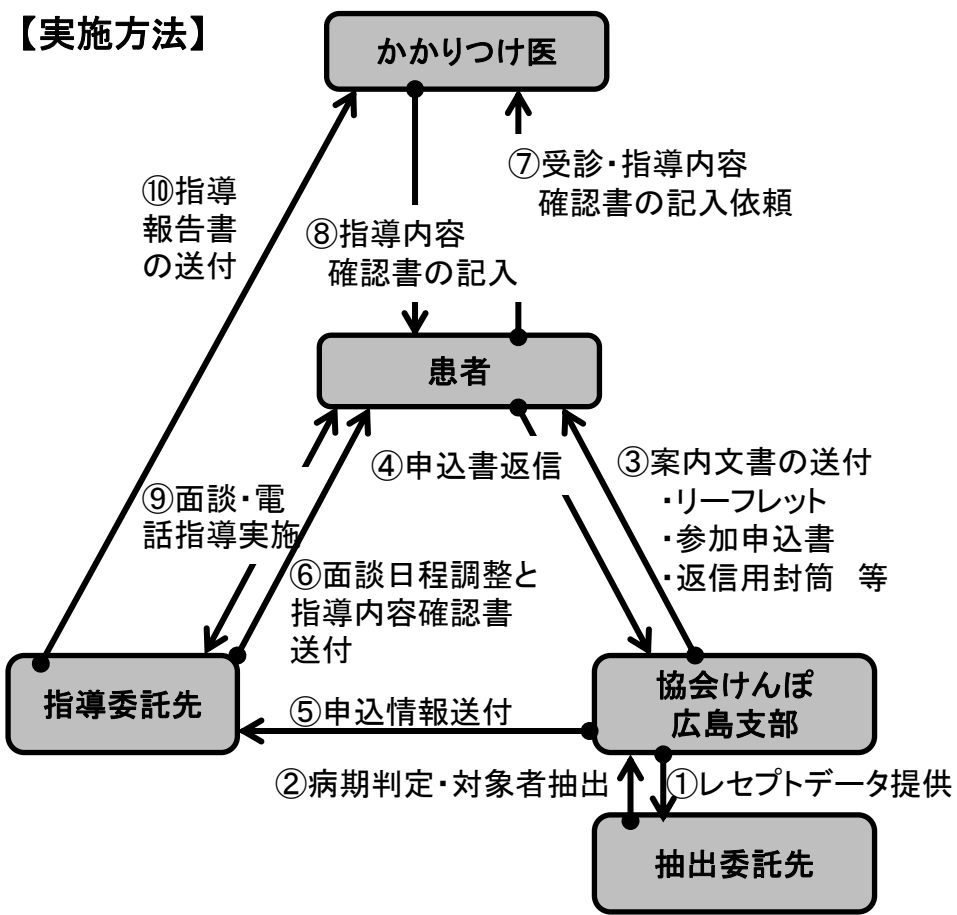 【実施方法】
かかりつけ医
⑦受診・指導内容
確認書の記入依頼
⑩指導
報告書
の送付
⑧指導内容
確認書の記入
患者
④申込書返信
③案内文書の送付
・リーフレット
・参加申込書
・返信用封筒　等
⑨面談・電
話指導実施
⑥面談日程調整と
指導内容確認書
送付
指導委託先
⑤申込情報送付
協会けんぽ
広島支部
②病期判定・対象者抽出
①レセプトデータ提供
抽出委託先